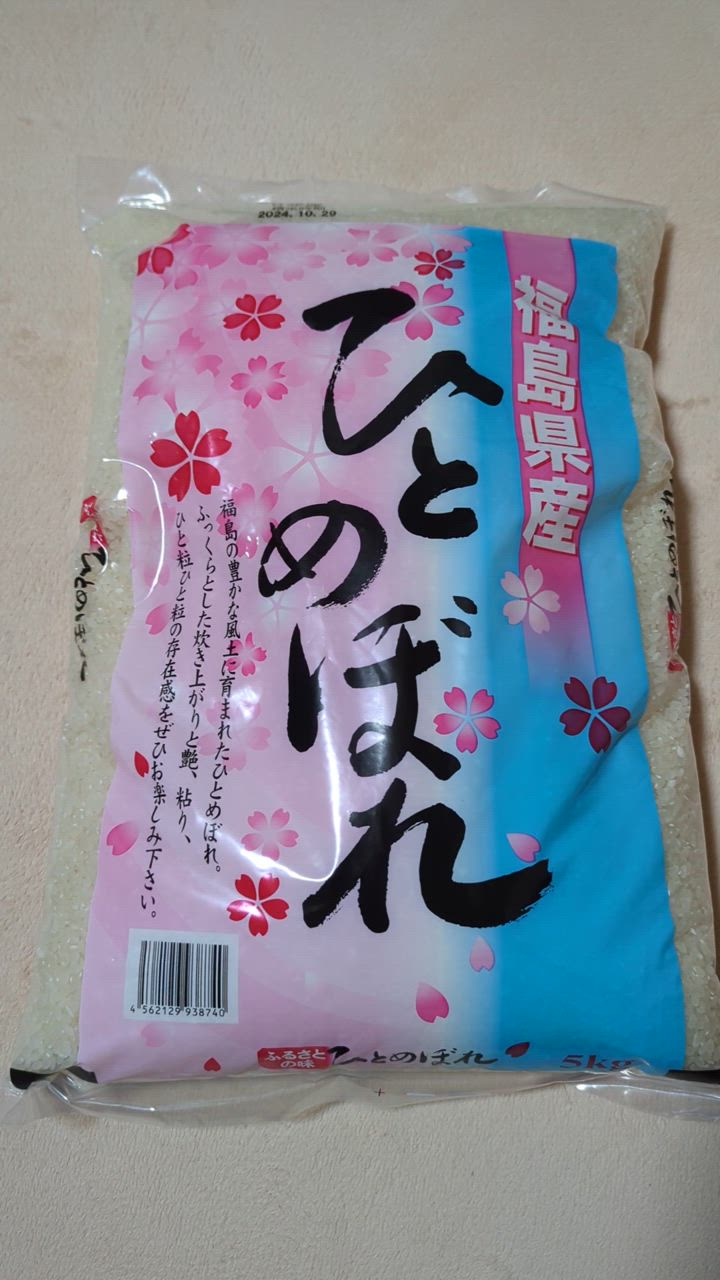 2024. 10. 29
福島県産
ひとめぼれ
福島の豊かな風土に育まれたひとめぼれ。
ふっくらとした炊き上がりと艶、粘り、
ひと粒ひと粒の存在感をぜひお楽しみ下さい。
4 562129 938740
ふるさと
の味
ひとめぼれ
5kg